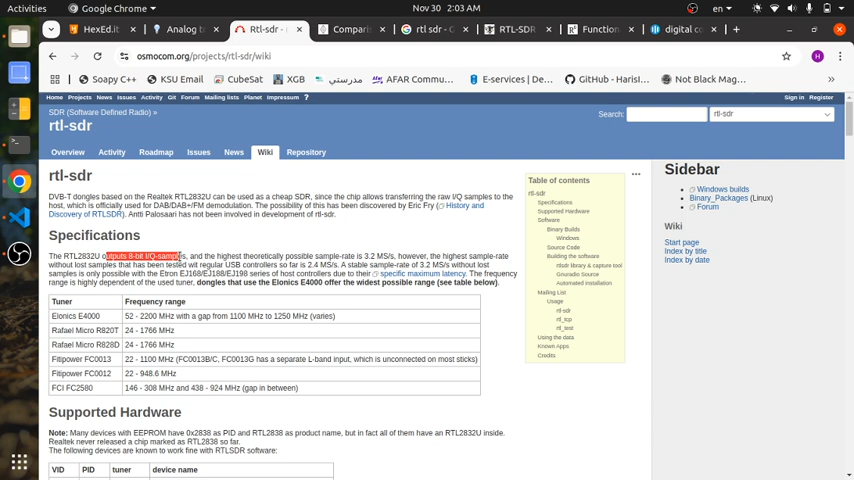 Activities
Google Chrome
Nov 30 2:03 AM
en
HexEd.it
Analog t
Rtl-sdr -
Comparis
rtl sdr - G
RTL-SDR
Function
digital co
osmocom.org/projects/rtl-sdr/wiki
H
Soapy C++
KSU Email
CubeSat
XGB
مدرستي
AFAR Commu...
E-services | De...
GitHub - HarisI...
Not Black Mag...
Home Projects News Issues Activity Git Forum Mailing lists Planet Impressum ?
Sign in Register
SDR (Software Defined Radio) »
rtl-sdr
Search:
rtl-sdr
Overview Activity Roadmap Issues News Wiki Repository
rtl-sdr
DVB-T dongles based on the Realtek RTL2832U can be used as a cheap SDR, since the chip allows transferring the raw I/Q samples to the
host, which is officially used for DAB/DAB+/FM demodulation. The possibility of this has been discovered by Eric Fry (History and
Discovery of RTLSDR). Antti Palosaari has not been involved in development of rtl-sdr.
Specifications
The RTL2832U outputs 8-bit I/Q-samples, and the highest theoretically possible sample-rate is 3.2 MS/s, however, the highest sample-rate
without lost samples that has been tested wit regular USB controllers so far is 2.4 MS/s. A stable sample-rate of 3.2 MS/s without lost
samples is only possible with the Etron EJ168/EJ188/EJ198 series of host controllers due to their specific maximum latency. The frequency
range is highly dependent of the used tuner, dongles that use the Elonics E4000 offer the widest possible range (see table below).
Tuner Frequency range
Elonics E4000 52 - 2200 MHz with a gap from 1100 MHz to 1250 MHz (varies)
Rafael Micro R820T 24 - 1766 MHz
Rafael Micro R828D 24 - 1766 MHz
Fitipower FC0013 22 - 1100 MHz (FC0013B/C, FC0013G has a separate L-band input, which is unconnected on most sticks)
Fitipower FC0012 22 - 948.6 MHz
FCI FC2580 146 - 308 MHz and 438 - 924 MHz (gap in between)
Supported Hardware
Note: Many devices with EEPROM have 0x2838 as PID and RTL2838 as product name, but in fact all of them have an RTL2832U inside.
Realtek never released a chip marked as RTL2838 so far.
The following devices are known to work fine with RTLSDR software:
VID PID tuner device name
Table of contents
rtl-sdr
Specifications
Supported Hardware
Software
Binary Builds
Windows
Source Code
Building the software
rtlsdr library & capture tool
Gnuradio Source
Automated installation
Mailing List
Usage
rtl-sdr
rtl_tcp
rtl_test
Using the data
Known Apps
Credits
Sidebar
Windows builds
Binary_Packages (Linux)
Forum
Wiki
Start page
Index by title
Index by date